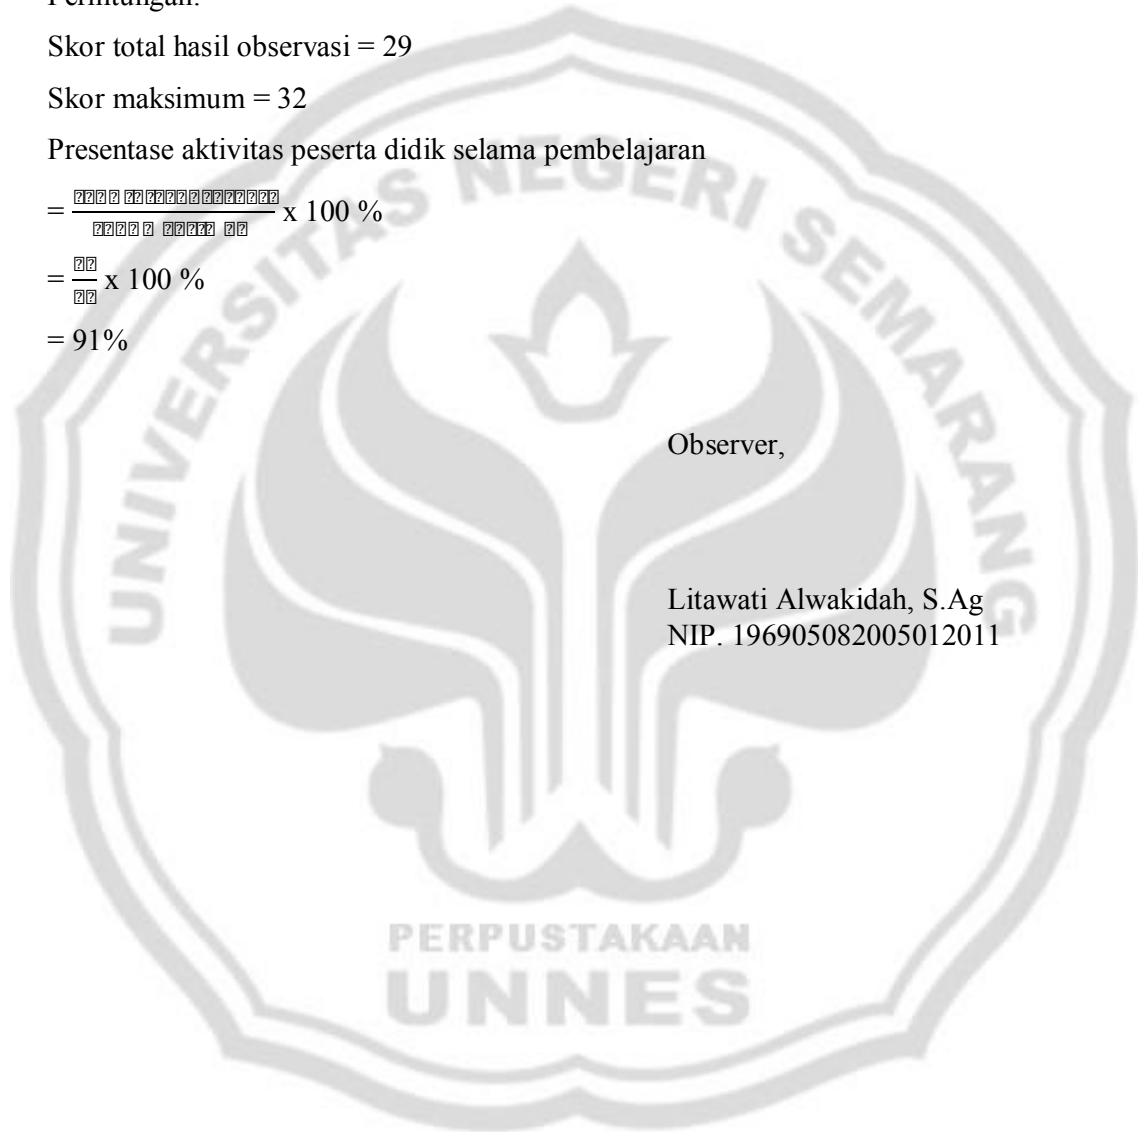 Perhitungan:
Skor total hasil observasi = 29
Skor maksimum = 32
Presentase aktivitas peserta didik selama pembelajaran
= x 100 %
= x 100 %
= 91%
Observer,
Litawati Alwakidah, S.Ag
NIP. 196905082005012011
UNIVERSITAS NEGERI SEMARANG
PERPUSTAKAAN
UNNES